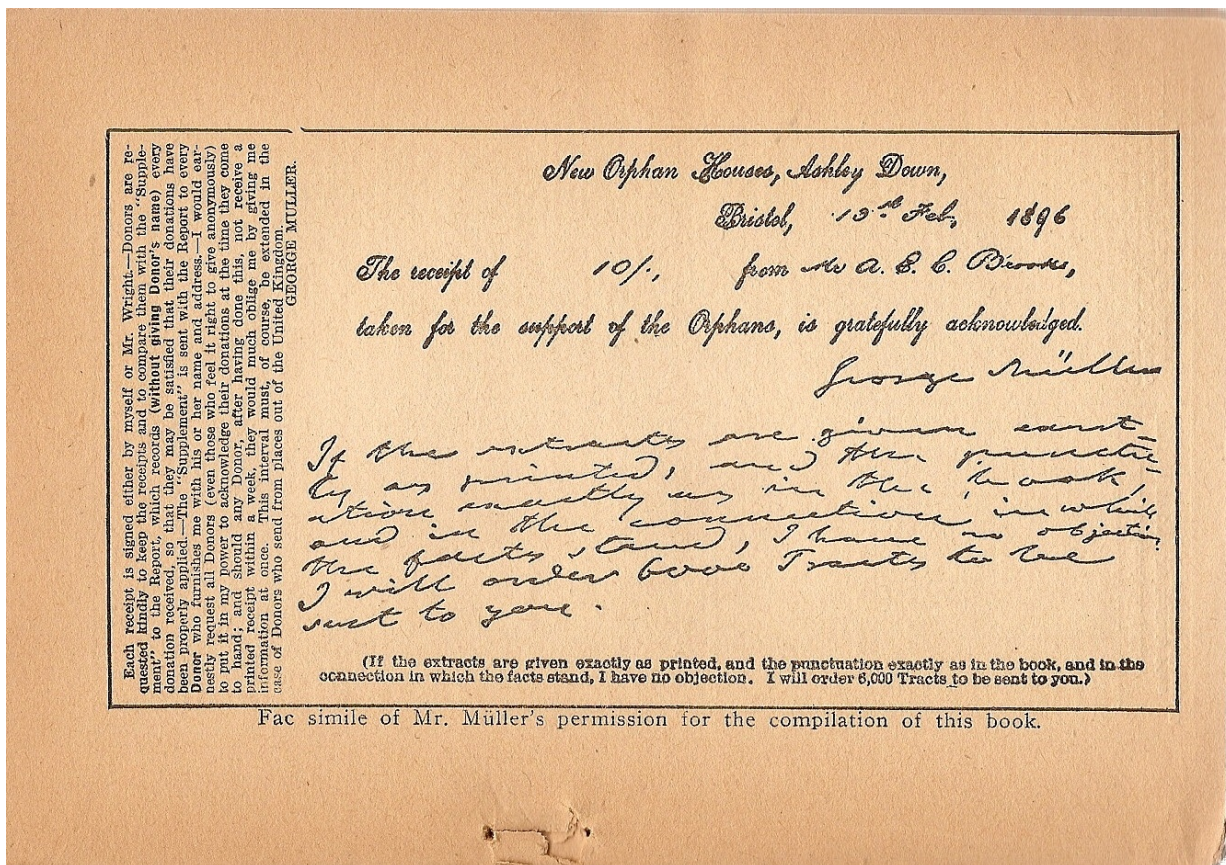 Each receipt is signed either by myself or Mr. Wright.—Donors are re-
quested kindly to keep the receipts and to compare them with the "Supple-
ment" to the Report, which records (without giving Donor's name) every
donation received, so that they may be satisfied that their donations have
been properly applied.—The "Supplement" is sent with the Report to every
Donor who furnishes me with his or her name and address.—I would ear-
nestly request all Donors (even those who feel it right to give anonymously)
to put it in my power to acknowledge their donations at the time they come
to hand; and should any Donor, after having done this, not receive a
printed receipt within a week, they would much oblige me by giving me
information at once. This interval must, of course, be extended in the
case of Donors who send from places out of the United Kingdom.
GEORGE MULLER.
New Orphan Houses, Ashley Down,
Bristol, Feb, 1896
The receipt of 10/., from Mr A. E. C. Brooks,
taken for the support of the Orphans, is gratefully acknowledged.
George Müller
If the extracts are given exact-
ly as printed, and the punctu-
ation exactly as in the book,
and in the connection, in which
the facts stand, I have no objection.
I will order 6000 Tracts to be
sent to you.
(If the extracts are given exactly as printed, and the punctuation exactly as in the book, and in the
connection in which the facts stand, I have no objection. I will order 6,000 Tracts to be sent to you.)
Fac simile of Mr. Müller's permission for the compilation of this book.